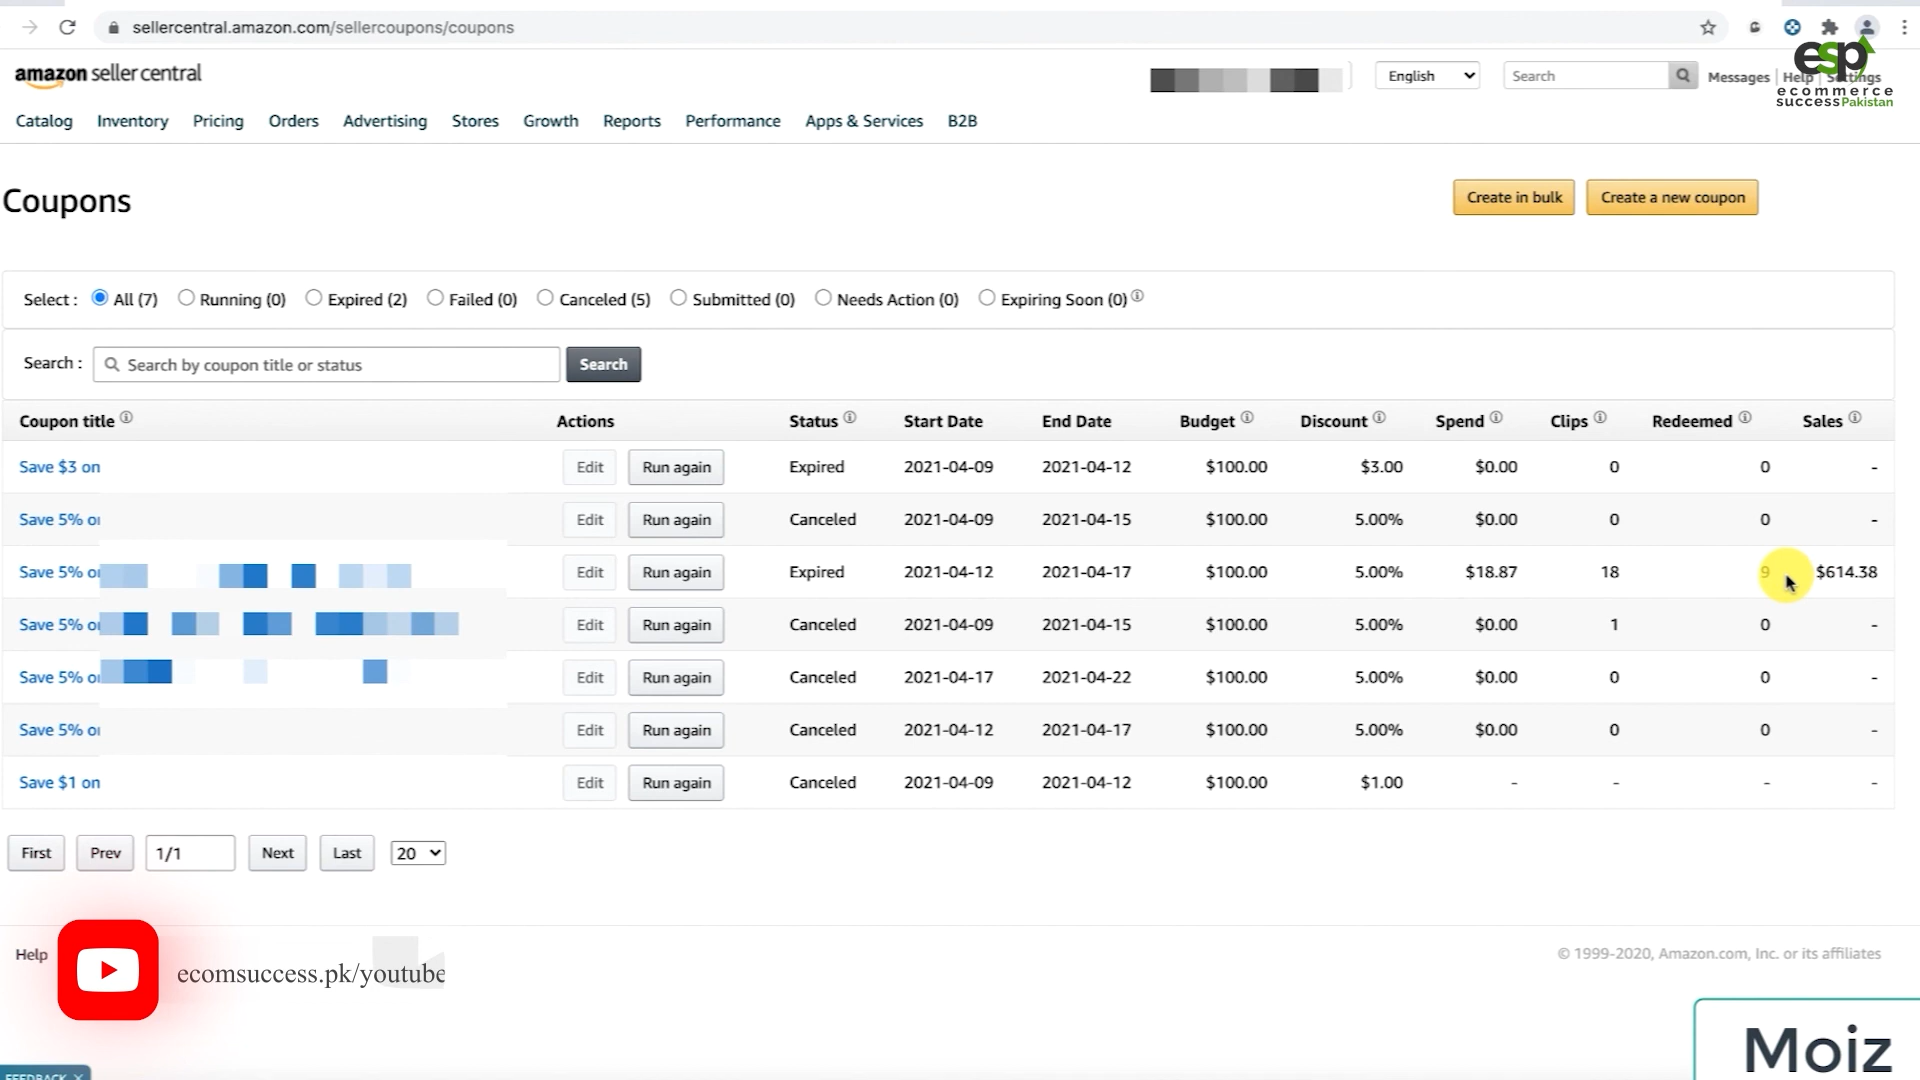 sellercentral.amazon.com/sellercoupons/coupons
amazon seller central
English
Search
Messages | Help | Settings
esp
ecommerce
success Pakistan
Catalog Inventory Pricing Orders Advertising Stores Growth Reports Performance Apps & Services B2B
Coupons
Create in bulk
Create a new coupon
Select : All (7) Running (0) Expired (2) Failed (0) Canceled (5) Submitted (0) Needs Action (0) Expiring Soon (0)
Search : Search by coupon title or status Search
Coupon title Actions Status Start Date End Date Budget Discount Spend Clips Redeemed Sales
Save $3 on Edit Run again Expired 2021-04-09 2021-04-12 $100.00 $3.00 $0.00 0 0 -
Save 5% on Edit Run again Canceled 2021-04-09 2021-04-15 $100.00 5.00% $0.00 0 0 -
Save 5% on Edit Run again Expired 2021-04-12 2021-04-17 $100.00 5.00% $18.87 18 9 $614.38
Save 5% on Edit Run again Canceled 2021-04-09 2021-04-15 $100.00 5.00% $0.00 1 0 -
Save 5% on Edit Run again Canceled 2021-04-17 2021-04-22 $100.00 5.00% $0.00 0 0 -
Save 5% on Edit Run again Canceled 2021-04-12 2021-04-17 $100.00 5.00% $0.00 0 0 -
Save $1 on Edit Run again Canceled 2021-04-09 2021-04-12 $100.00 $1.00 - - - -
First Prev 1/1 Next Last 20
Help
ecomsuccess.pk/youtube
© 1999-2020, Amazon.com, Inc. or its affiliates
Moiz
FEEDBACK